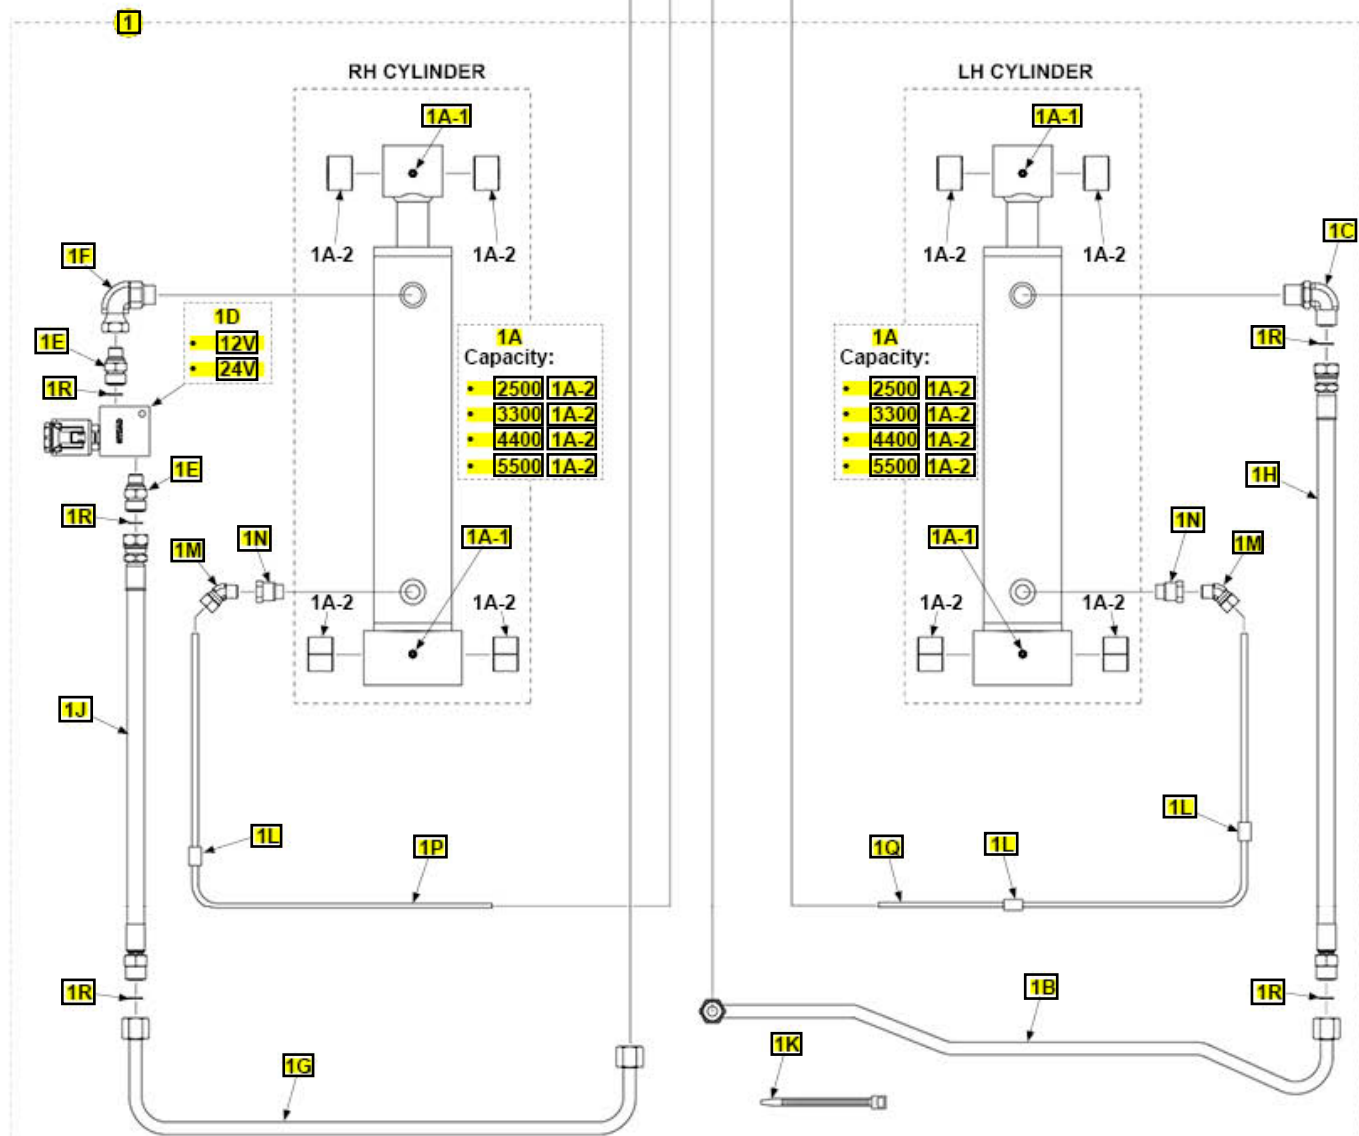 1
RH CYLINDER
LH CYLINDER
1A-1
1A-1
1A-2
1A-2
1A-2
1A-2
1F
1C
1D
• 12V
• 24V
1E
1R
1A
Capacity:
• 2500 1A-2
• 3300 1A-2
• 4400 1A-2
• 5500 1A-2
1A
Capacity:
• 2500 1A-2
• 3300 1A-2
• 4400 1A-2
• 5500 1A-2
1R
1E
1H
1R
1M
1N
1A-1
1A-1
1N
1M
1A-2
1A-2
1A-2
1A-2
1J
1L
1P
1Q
1L
1L
1R
1B
1R
1K
1G